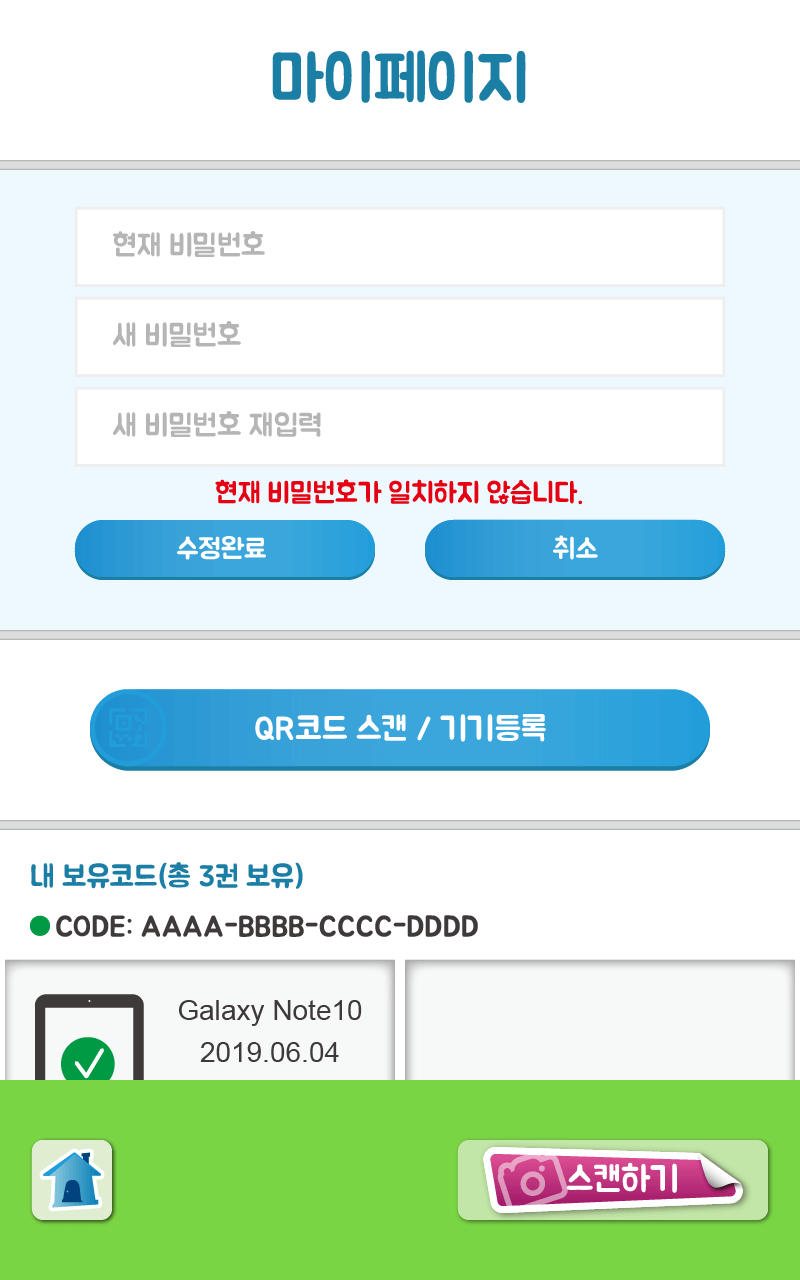 마이페이지
현재 비밀번호
새 비밀번호
새 비밀번호 재입력
현재 비밀번호가 일치하지 않습니다.
수정완료
취소
QR코드 스캔 / 기기등록
내 보유코드(총 3권 보유)
CODE: AAAA-BBBB-CCCC-DDDD
Galaxy Note10
2019.06.04
스캔하기